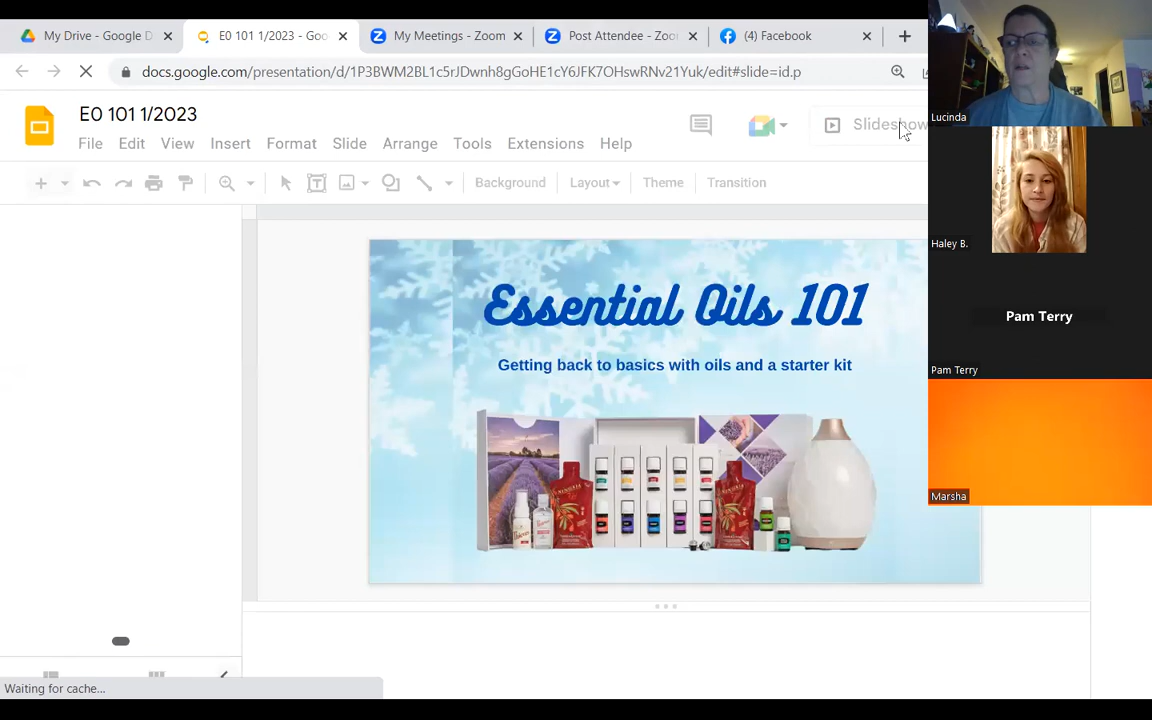 My Drive - Google D
E0 101 1/2023 - Goo
My Meetings - Zoom
Post Attendee - Zoo
(4) Facebook
docs.google.com/presentation/d/1P3BWM2BL1c5rJDwnh8gGoHE1cY6JFK7OHswRNv21Yuk/edit#slide=id.p
E0 101 1/2023
Slideshow
File Edit View Insert Format Slide Arrange Tools Extensions Help
Background Layout Theme Transition
Essential Oils 101
Getting back to basics with oils and a starter kit
Waiting for cache...
Lucinda
Haley B.
Pam Terry
Pam Terry
Marsha